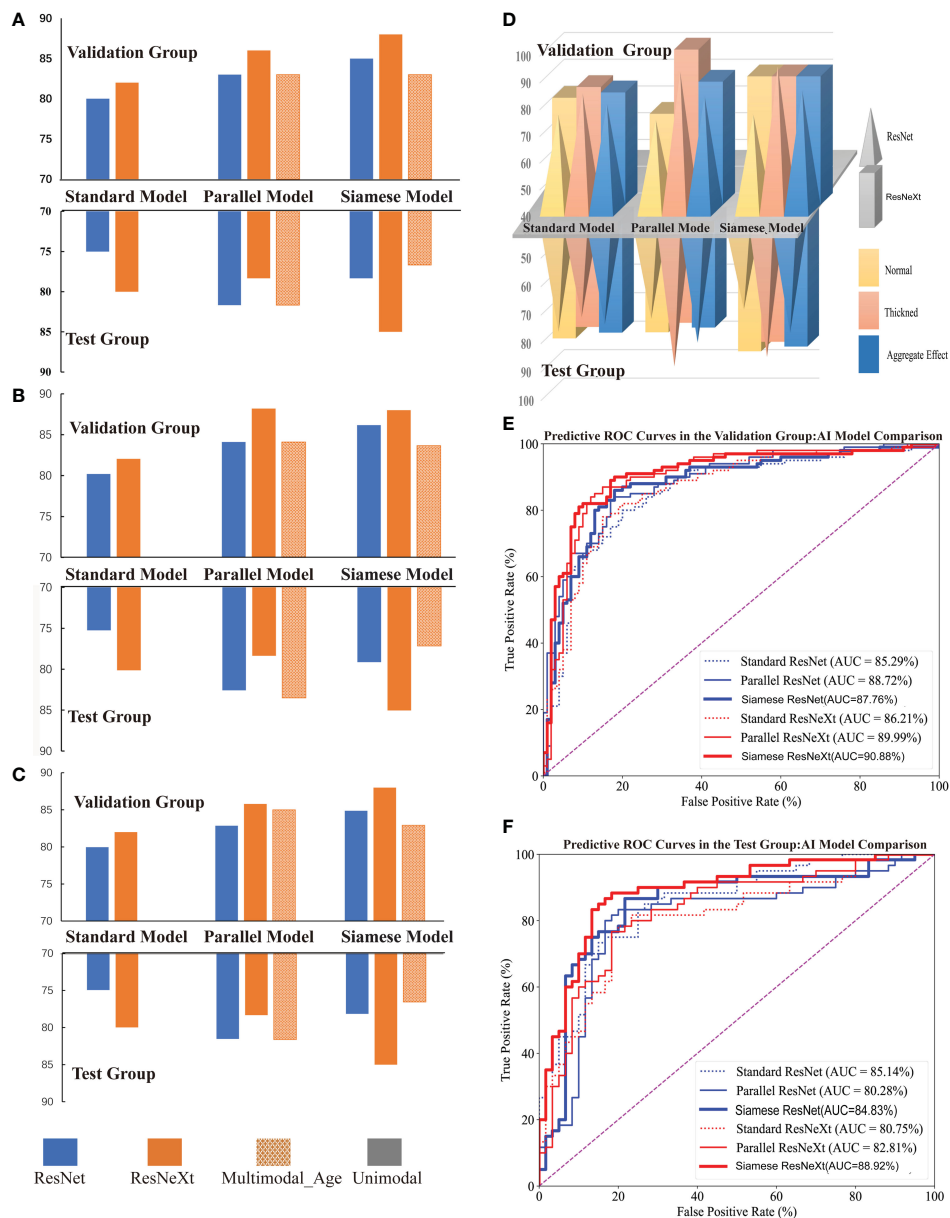 A
85
80
75
70
Validation Group
Standard Model Parallel Model Siamese Model
70
75
80
85
90
Test Group
B
90
85
80
75
70
Validation Group
Standard Model Parallel Model Siamese Model
70
75
80
85
90
Test Group
C
90
85
80
75
70
Validation Group
Standard Model Parallel Model Siamese Model
70
75
80
85
90
Test Group
ResNet ResNeXt Multimodal_Age Unimodal
D
Validation Group
100
90
80
70
60
50
40
Standard Model Parallel Mode Siamese Model
50
60
70
80
90
100
Test Group
ResNet
ResNeXt
Normal
Thickned
Aggregate Effect
E
Predictive ROC Curves in the Validation Group:AI Model Comparison
True Positive Rate (%)
100
80
60
40
20
0
Standard ResNet (AUC = 85.29%)
Parallel ResNet (AUC = 88.72%)
Siamese ResNet(AUC=87.76%)
Standard ResNeXt (AUC = 86.21%)
Parallel ResNeXt (AUC = 89.99%)
Siamese ResNeXt(AUC=90.88%)
0 20 40 60 80 100
False Positive Rate (%)
F
Predictive ROC Curves in the Test Group:AI Model Comparison
True Positive Rate (%)
100
80
60
40
20
0
Standard ResNet (AUC = 85.14%)
Parallel ResNet (AUC = 80.28%)
Siamese ResNet(AUC=84.83%)
Standard ResNeXt (AUC = 80.75%)
Parallel ResNeXt (AUC = 82.81%)
Siamese ResNeXt(AUC=88.92%)
0 20 40 60 80 100
False Positive Rate (%)